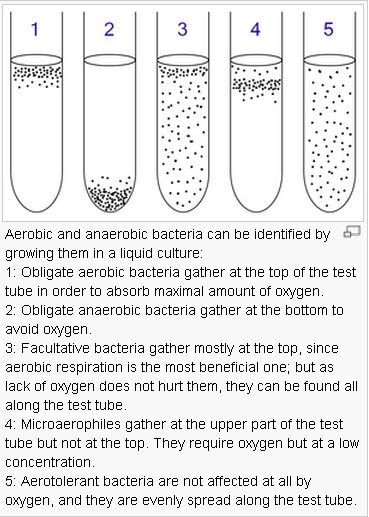 1 2 3 4 5
Aerobic and anaerobic bacteria can be identified by
growing them in a liquid culture:
1: Obligate aerobic bacteria gather at the top of the test
tube in order to absorb maximal amount of oxygen.
2: Obligate anaerobic bacteria gather at the bottom to
avoid oxygen.
3: Facultative bacteria gather mostly at the top, since
aerobic respiration is the most beneficial one; but as
lack of oxygen does not hurt them, they can be found all
along the test tube.
4: Microaerophiles gather at the upper part of the test
tube but not at the top. They require oxygen but at a low
concentration.
5: Aerotolerant bacteria are not affected at all by
oxygen, and they are evenly spread along the test tube.